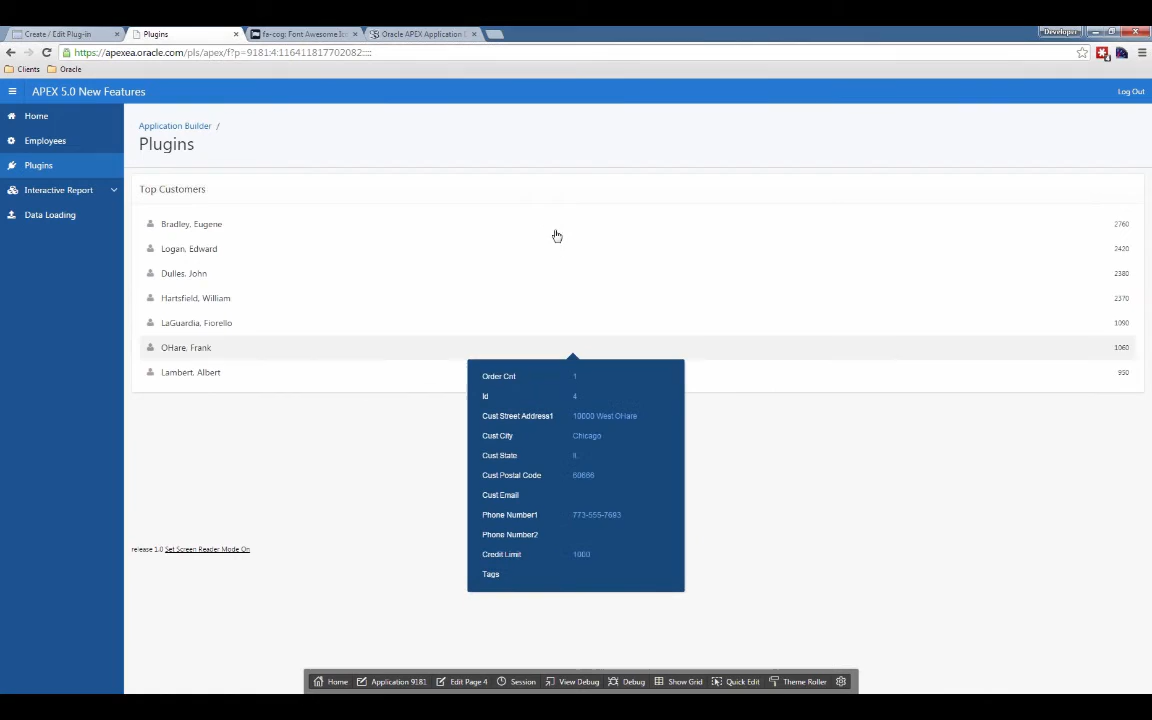 Create / Edit Plug-in
Plugins
fa-cog: Font Awesome Ico
Oracle APEX Application D
Developer
https://apexea.oracle.com/pls/apex/f?p=9181:4:116411817702082::::
Clients
Oracle
APEX 5.0 New Features
Log Out
Home
Employees
Plugins
Interactive Report
Data Loading
Application Builder /
Plugins
Top Customers
Bradley, Eugene 2760
Logan, Edward 2420
Dulles, John 2380
Hartsfield, William 2370
LaGuardia, Fiorello 1090
OHare, Frank 1060
Lambert, Albert 950
Order Cnt 1
Id 4
Cust Street Address1 10000 West OHare
Cust City Chicago
Cust State IL
Cust Postal Code 60666
Cust Email
Phone Number1 773-555-7693
Phone Number2
Credit Limit 1000
Tags
release 1.0 Set Screen Reader Mode On
Home Application 9181 Edit Page 4 Session View Debug Debug Show Grid Quick Edit Theme Roller